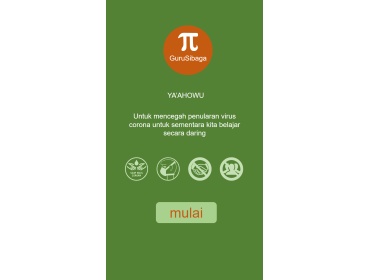 π
GuruSibaga
YA'AHOWU
Untuk mencegah penularan virus
corona untuk sementara kita belajar
secara daring
mulai